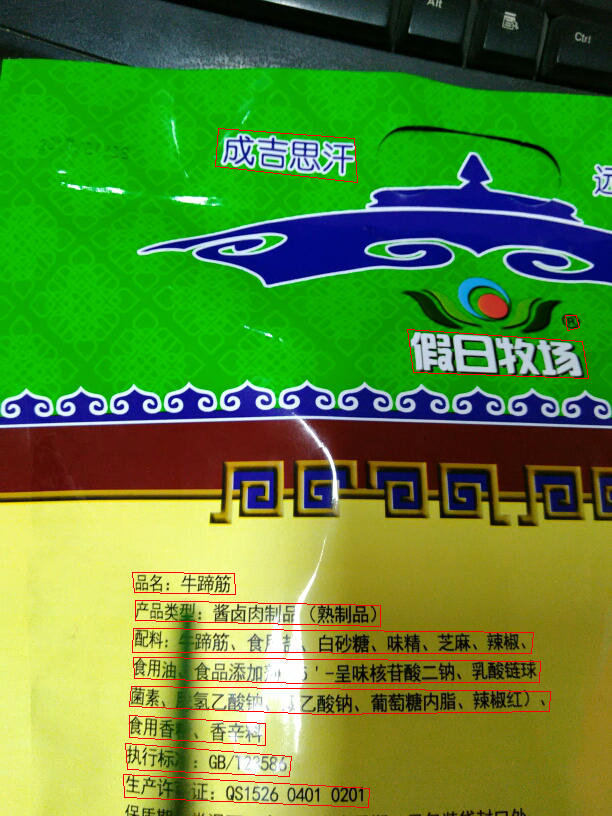 Alt
Ctrl
成吉思汗
远
®
假日牧场
品名：牛蹄筋
产品类型：酱卤肉制品（熟制品）
配料：牛蹄筋、食用盐、白砂糖、味精、芝麻、辣椒、
食用油、食品添加剂 5'-呈味核苷酸二钠、乳酸链球
菌素、 氢乙酸钠、 乙酸钠、葡萄糖内脂、辣椒红）、
食用香料、香辛料
执行标准：GB/T23586
生产许可证：QS1526 0401 0201